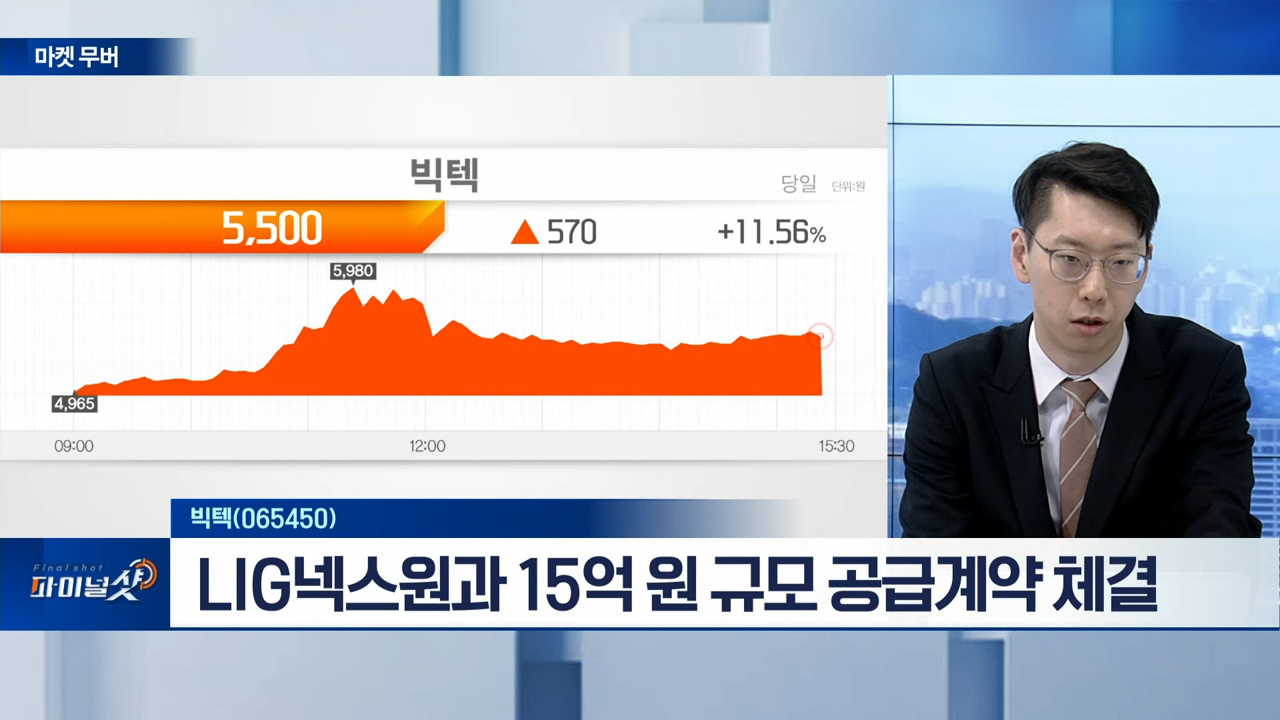 마켓 무버
빅텍
당일 단위:원
5,500 ▲ 570 +11.56%
5,980
4,965
09:00 12:00 15:30
빅텍(065450)
Final shot
파이널샷
LIG넥스원과 15억 원 규모 공급계약 체결